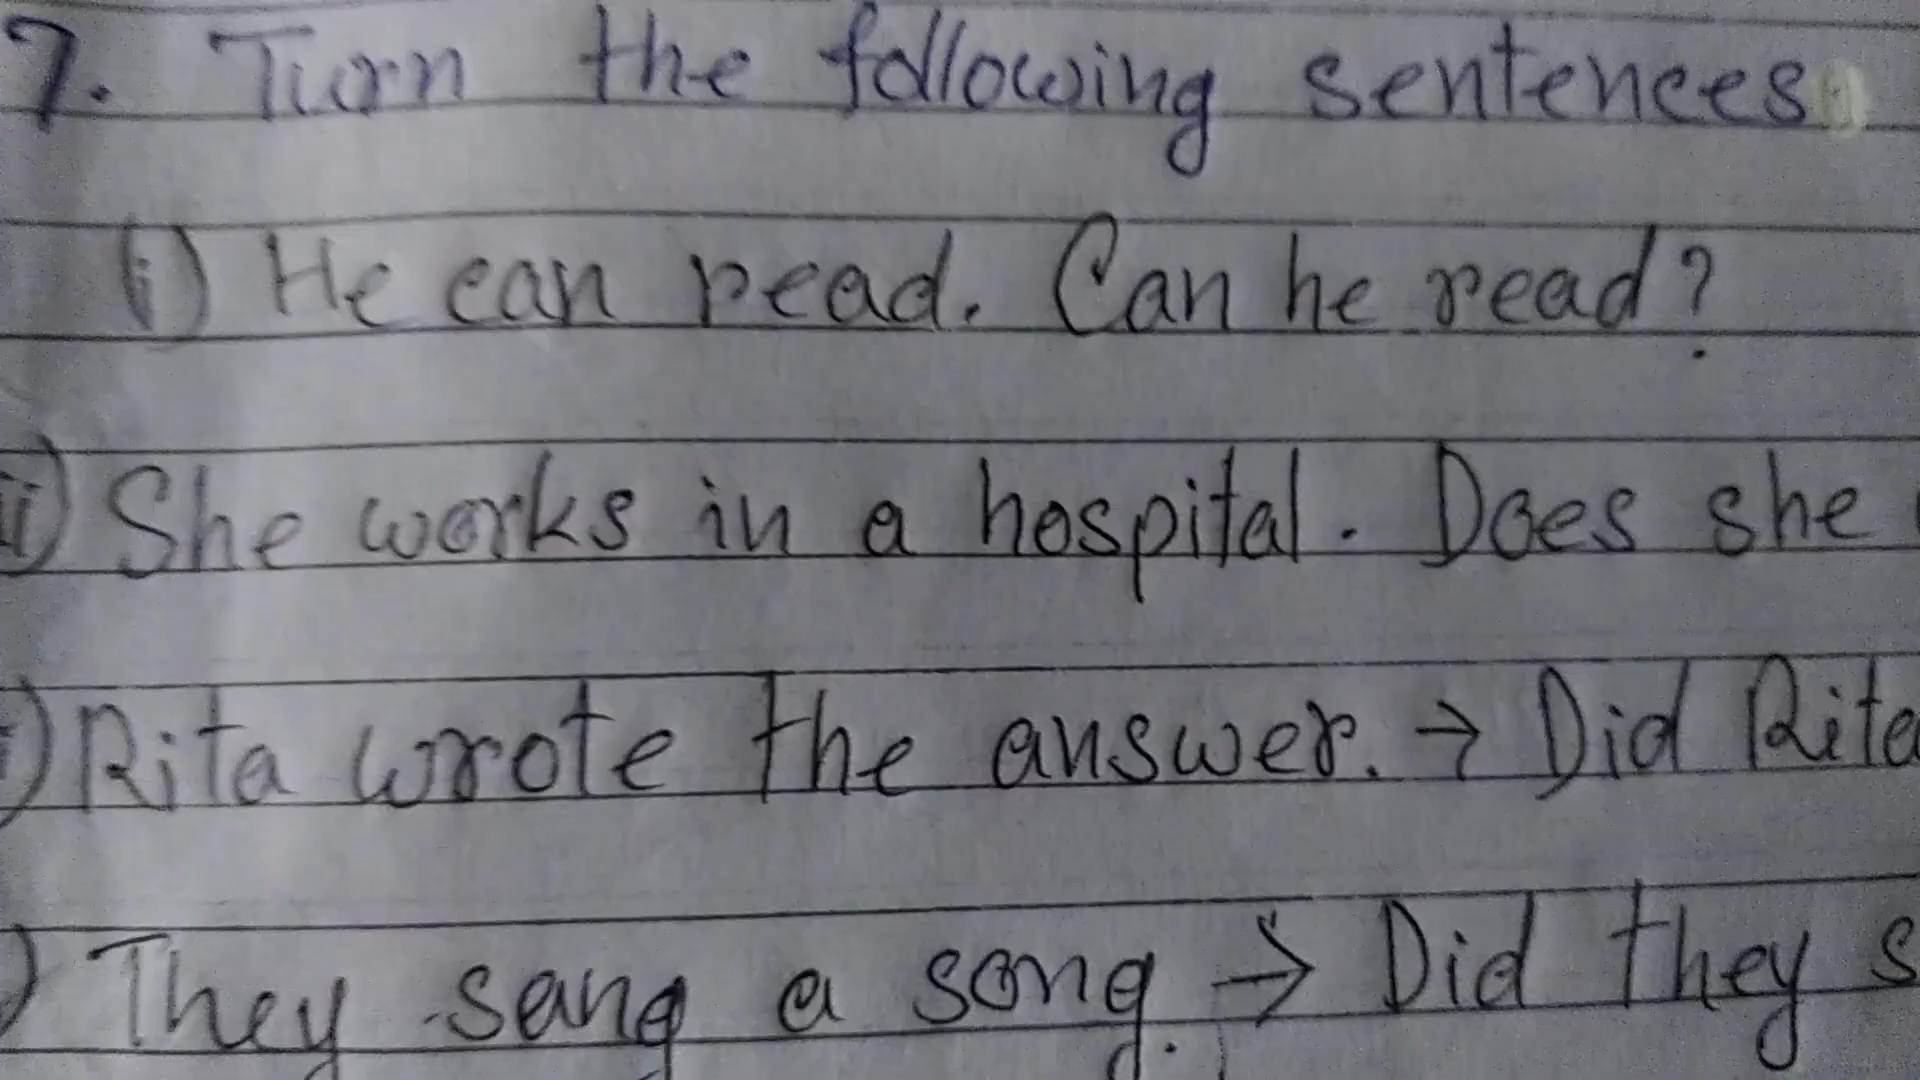 7. Turn the following sentences
(i) He can read. Can he read?
ii) She works in a hospital. Does she
i) Rita wrote the answer. → Did Rita
) They sang a song. → Did they s